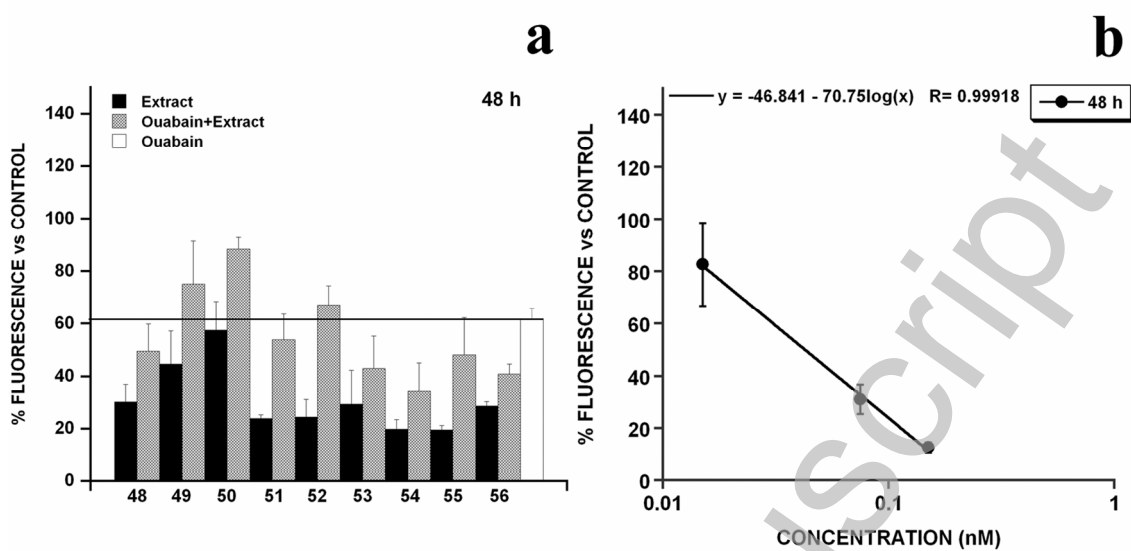 a
% FLUORESCENCE vs CONTROL
140
120
100
80
60
40
20
0
Extract
Ouabain+Extract
Ouabain
48 h
48 49 50 51 52 53 54 55 56
b
% FLUORESCENCE vs CONTROL
140
120
100
80
60
40
20
0
y = -46.841 - 70.75log(x) R= 0.99918
48 h
0.01 0.1 1
CONCENTRATION (nM)
script